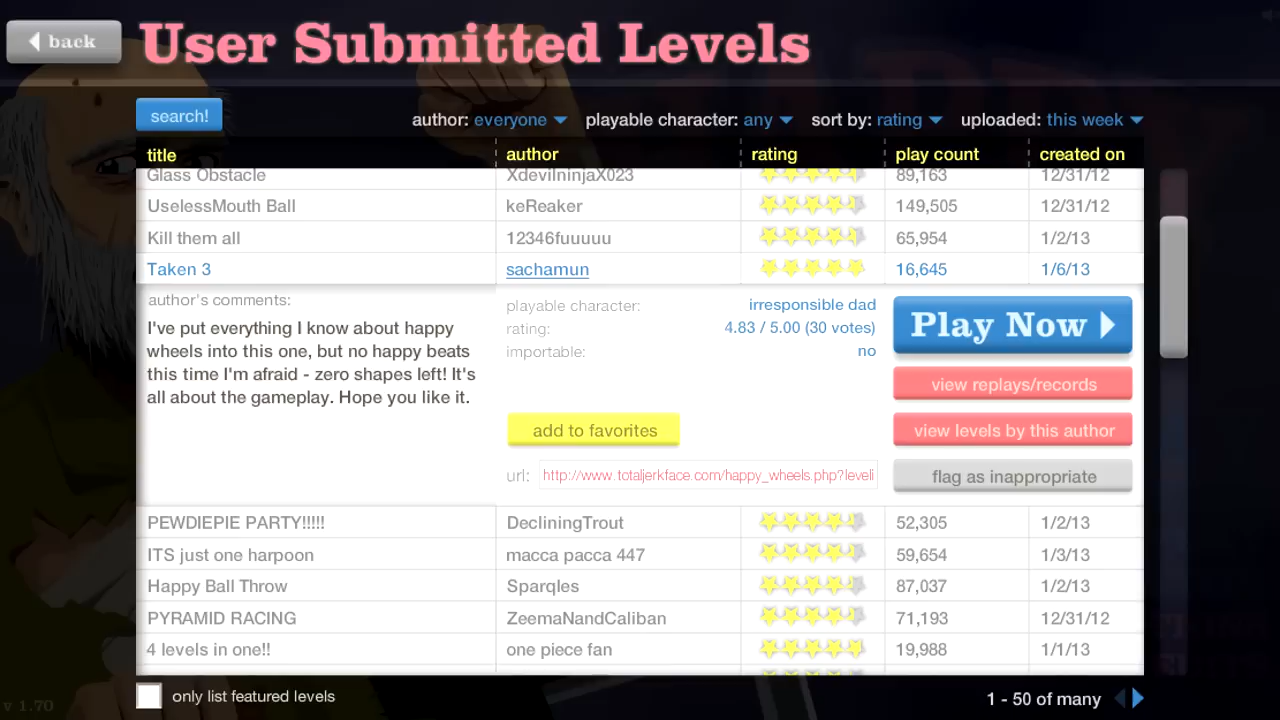 back
User Submitted Levels
search!
author: everyone playable character: any sort by: rating uploaded: this week
title author rating play count created on
Glass Obstacle XdevilninjaX023 89,163 12/31/12
UselessMouth Ball keReaker 149,505 12/31/12
Kill them all 12346fuuuuu 65,954 1/2/13
Taken 3 sachamun 16,645 1/6/13
author's comments:
I've put everything I know about happy
wheels into this one, but no happy beats
this time I'm afraid - zero shapes left! It's
all about the gameplay. Hope you like it.
playable character: irresponsible dad
rating: 4.83 / 5.00 (30 votes)
importable: no
add to favorites
url: http://www.totaljerkface.com/happy_wheels.php?leveli
Play Now
view replays/records
view levels by this author
flag as inappropriate
PEWDIEPIE PARTY!!!!! DecliningTrout 52,305 1/2/13
ITS just one harpoon macca pacca 447 59,654 1/3/13
Happy Ball Throw Sparqles 87,037 1/2/13
PYRAMID RACING ZeemaNandCaliban 71,193 12/31/12
4 levels in one!! one piece fan 19,988 1/1/13
only list featured levels
1 - 50 of many
v 1.70